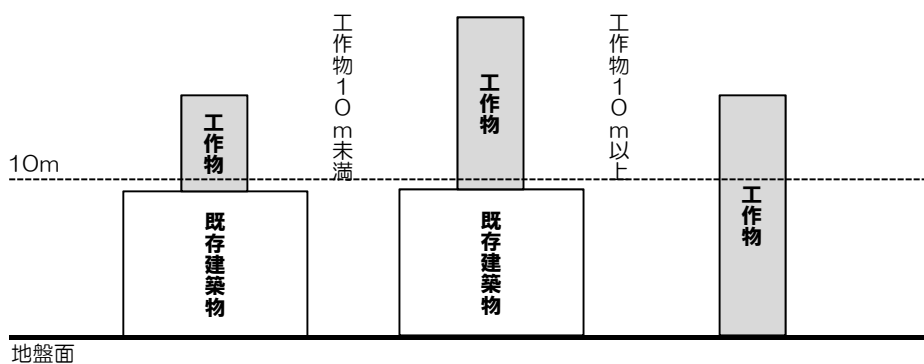 工作物10m未満
工作物10m以上
工作物
工作物
10m
工作物
既存建築物
既存建築物
地盤面